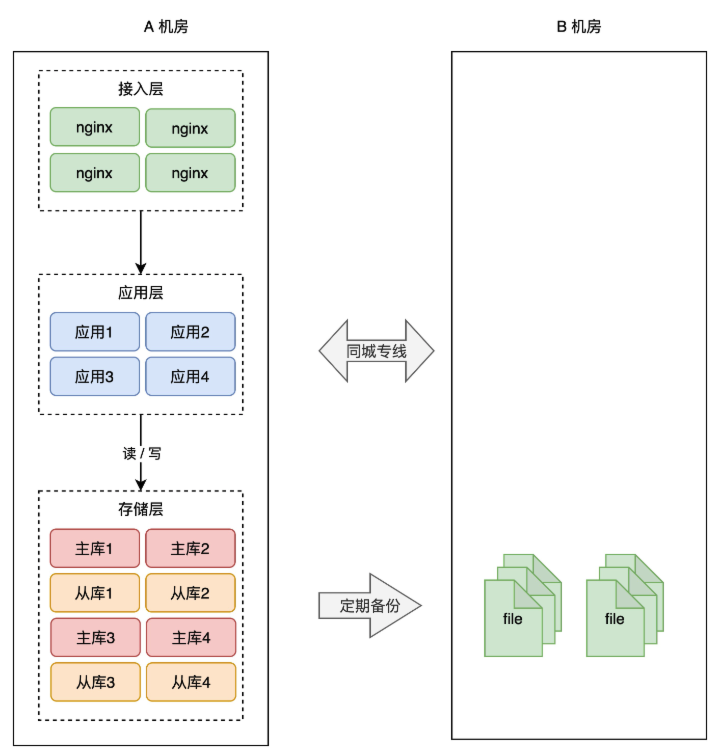 A 机房
B 机房
接入层
nginx
nginx
nginx
nginx
应用层
应用1
应用2
应用3
应用4
同城专线
读 / 写
存储层
主库1
主库2
从库1
从库2
主库3
主库4
从库3
从库4
定期备份
file
file